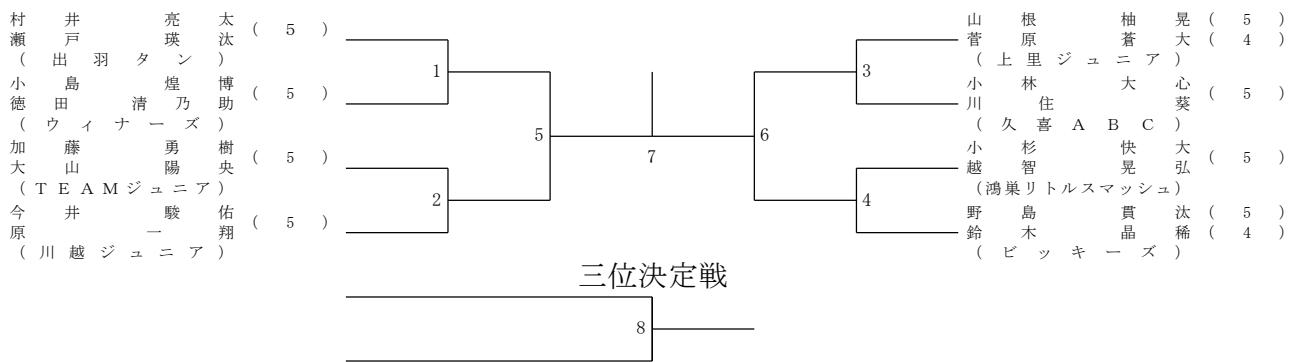 村井 亮太 ( 5 )
瀬戸 瑛汰
(出羽タン)
小島 煌博 ( 5 )
徳田 清乃助
(ウィナーズ)
加藤 勇樹 ( 5 )
大山 陽央
(TEAMジュニア)
今井 駿佑 ( 5 )
原 一翔
(川越ジュニア)
1
2
5
7
6
3
4
山根 柚晃 ( 5 )
菅原 蒼大 ( 4 )
(上里ジュニア)
小林 大心 ( 5 )
川住 葵
(久喜ABC)
小杉 快大 ( 5 )
越智 晃弘
(鴻巣リトルスマッシュ)
野島 貫汰 ( 5 )
鈴木 晶稀 ( 4 )
(ビッキーズ)
三位決定戦
8